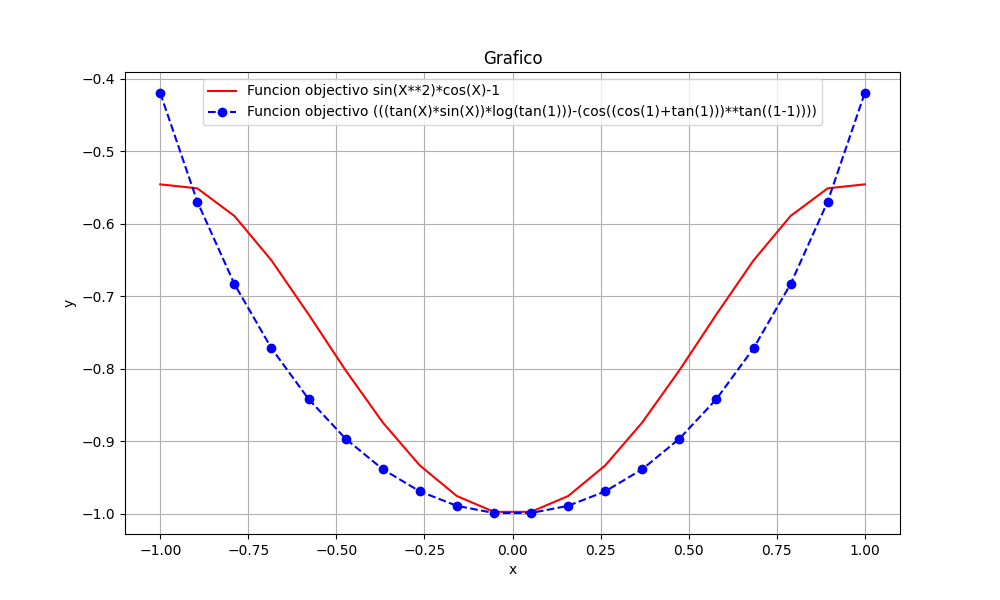 Grafico
Funcion objectivo sin(X**2)*cos(X)-1
Funcion objectivo (((tan(X)*sin(X))*log(tan(1)))-(cos((cos(1)+tan(1)))**tan((1-1))))
−0.4
−0.5
−0.6
−0.7
−0.8
−0.9
−1.0
y
−1.00 −0.75 −0.50 −0.25 0.00 0.25 0.50 0.75 1.00
x